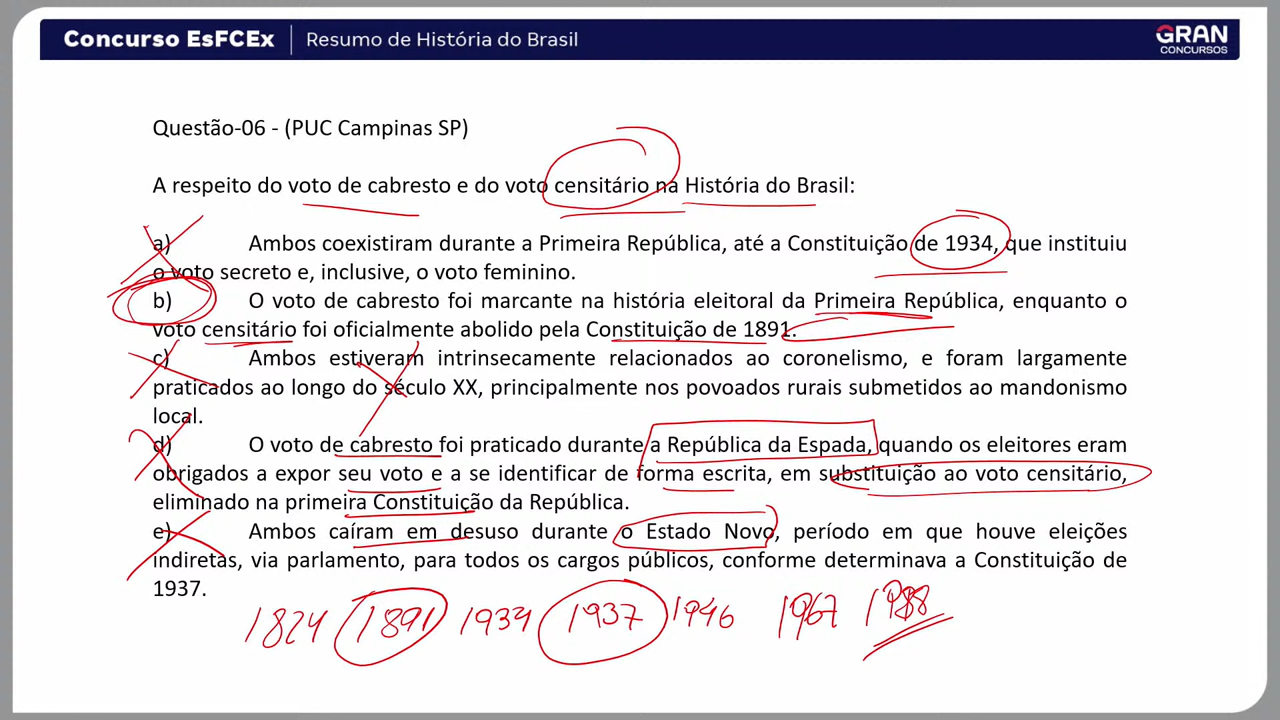 Concurso EsFCEx | Resumo de História do Brasil
GRAN
CONCURSOS
Questão-06 - (PUC Campinas SP)
A respeito do voto de cabresto e do voto censitário na História do Brasil:
a) Ambos coexistiram durante a Primeira República, até a Constituição de 1934, que instituiu
o voto secreto e, inclusive, o voto feminino.
b) O voto de cabresto foi marcante na história eleitoral da Primeira República, enquanto o
voto censitário foi oficialmente abolido pela Constituição de 1891.
c) Ambos estiveram intrinsecamente relacionados ao coronelismo, e foram largamente
praticados ao longo do século XX, principalmente nos povoados rurais submetidos ao mandonismo
local.
d) O voto de cabresto foi praticado durante a República da Espada, quando os eleitores eram
obrigados a expor seu voto e a se identificar de forma escrita, em substituição ao voto censitário,
eliminado na primeira Constituição da República.
e) Ambos caíram em desuso durante o Estado Novo, período em que houve eleições
indiretas, via parlamento, para todos os cargos públicos, conforme determinava a Constituição de
1937.
1824 1891 1934 1937 1946 1967 1988